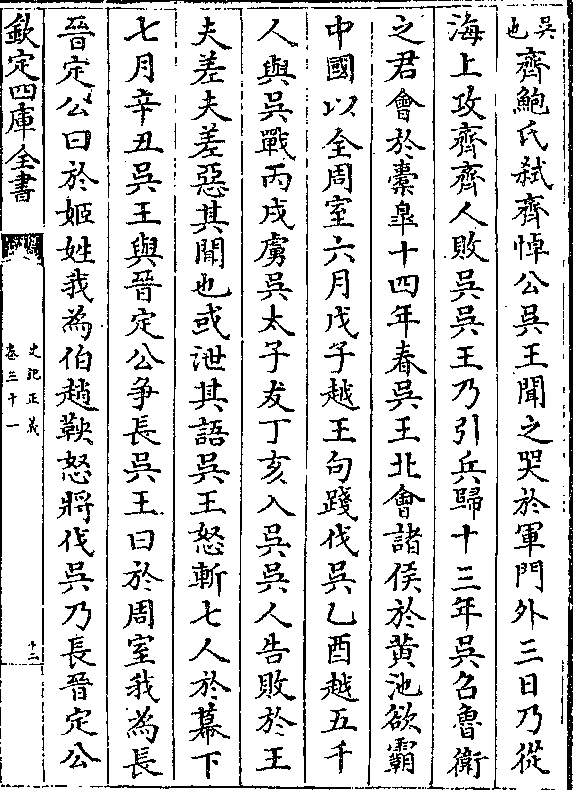 吳也齊鮑氏弑齊悼公吳王聞之哭於軍門外三日乃從
海上攻齊齊人敗吳吳王乃引兵歸十三年吳召魯衛
之君會於橐臯十四年春吳王北會諸侯於黄池欲霸
中國以全周室六月戊子越王句踐伐吳乙酉越五千
人與吳戰丙戌虜吳太子友丁亥入吳吳人告敗於王
夫差夫差惡其聞也或泄其語吳王怒斬七人於幕下
七月辛丑吳王與晉定公爭長吳王曰於周室我為長
晉定公曰於姬姓我為伯趙鞅怒將伐吳乃長晉定公
欽定四庫全書
史記正義
卷三十一
十二